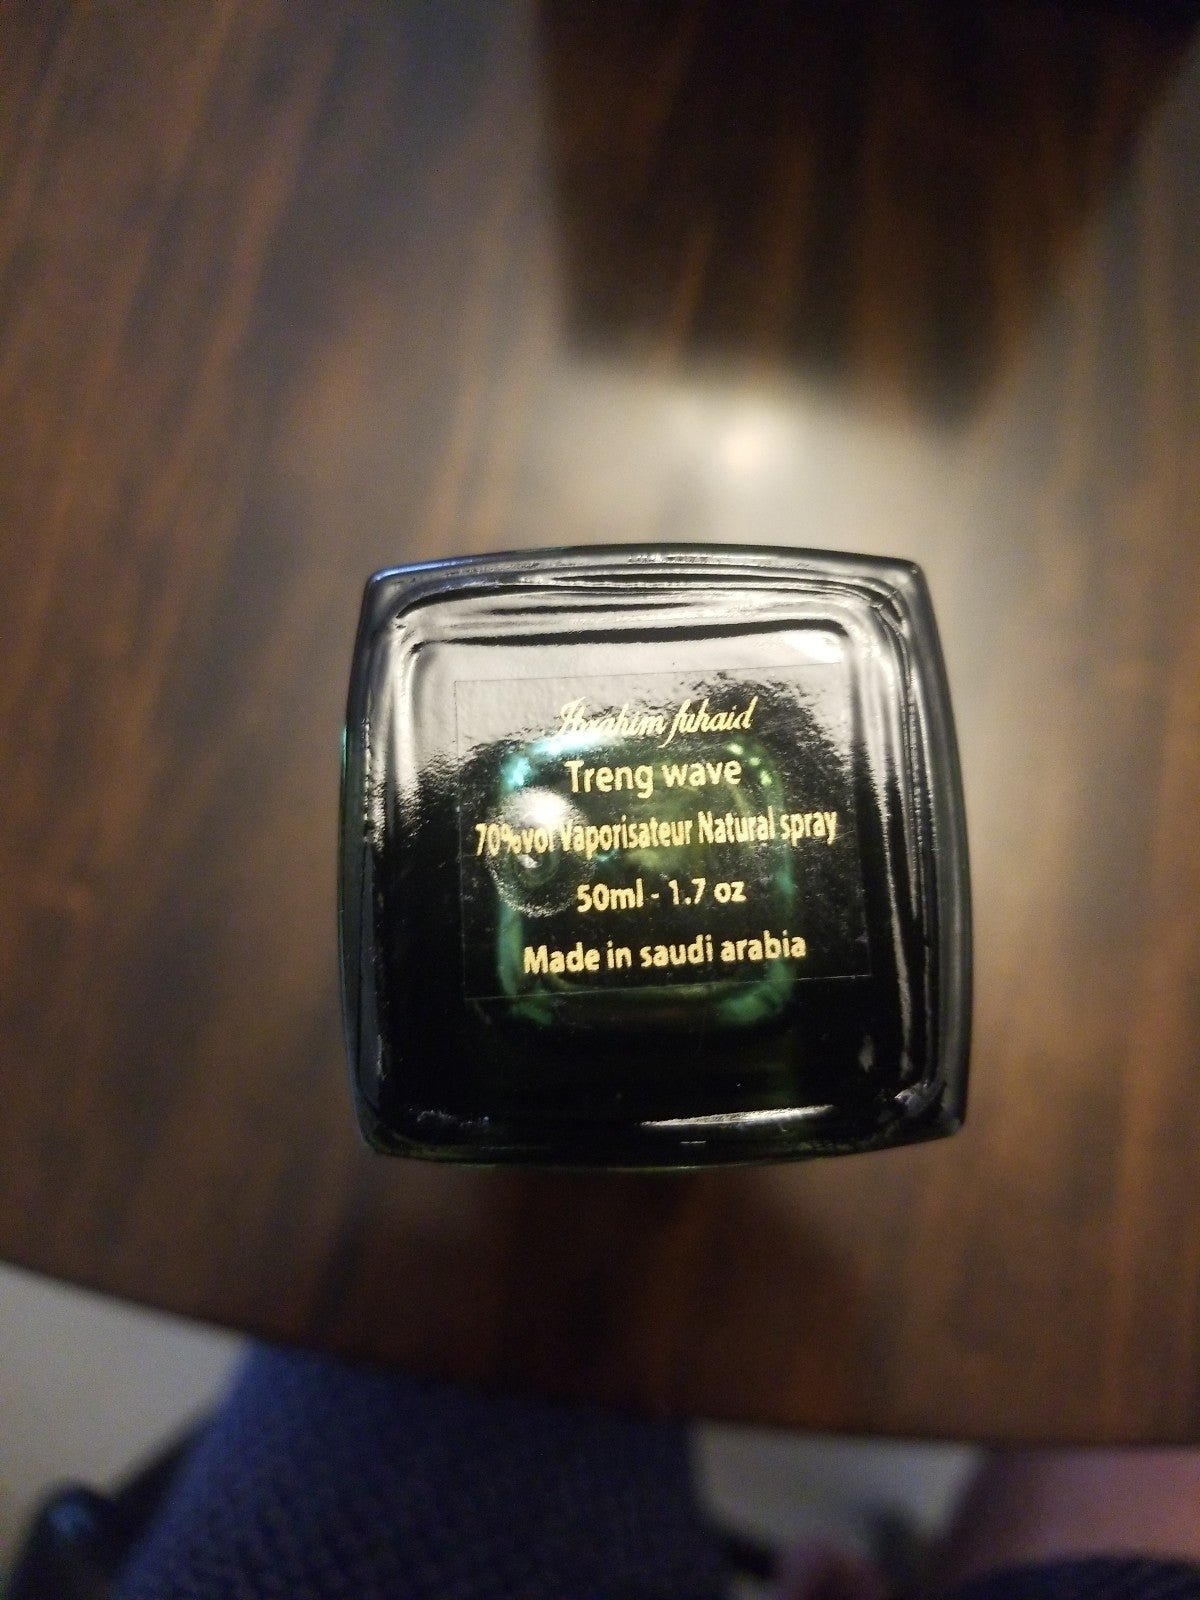 Ibrahim fuhaid
Treng wave
70%vol Vaporisateur Natural spray
50ml - 1.7 oz
Made in saudi arabia